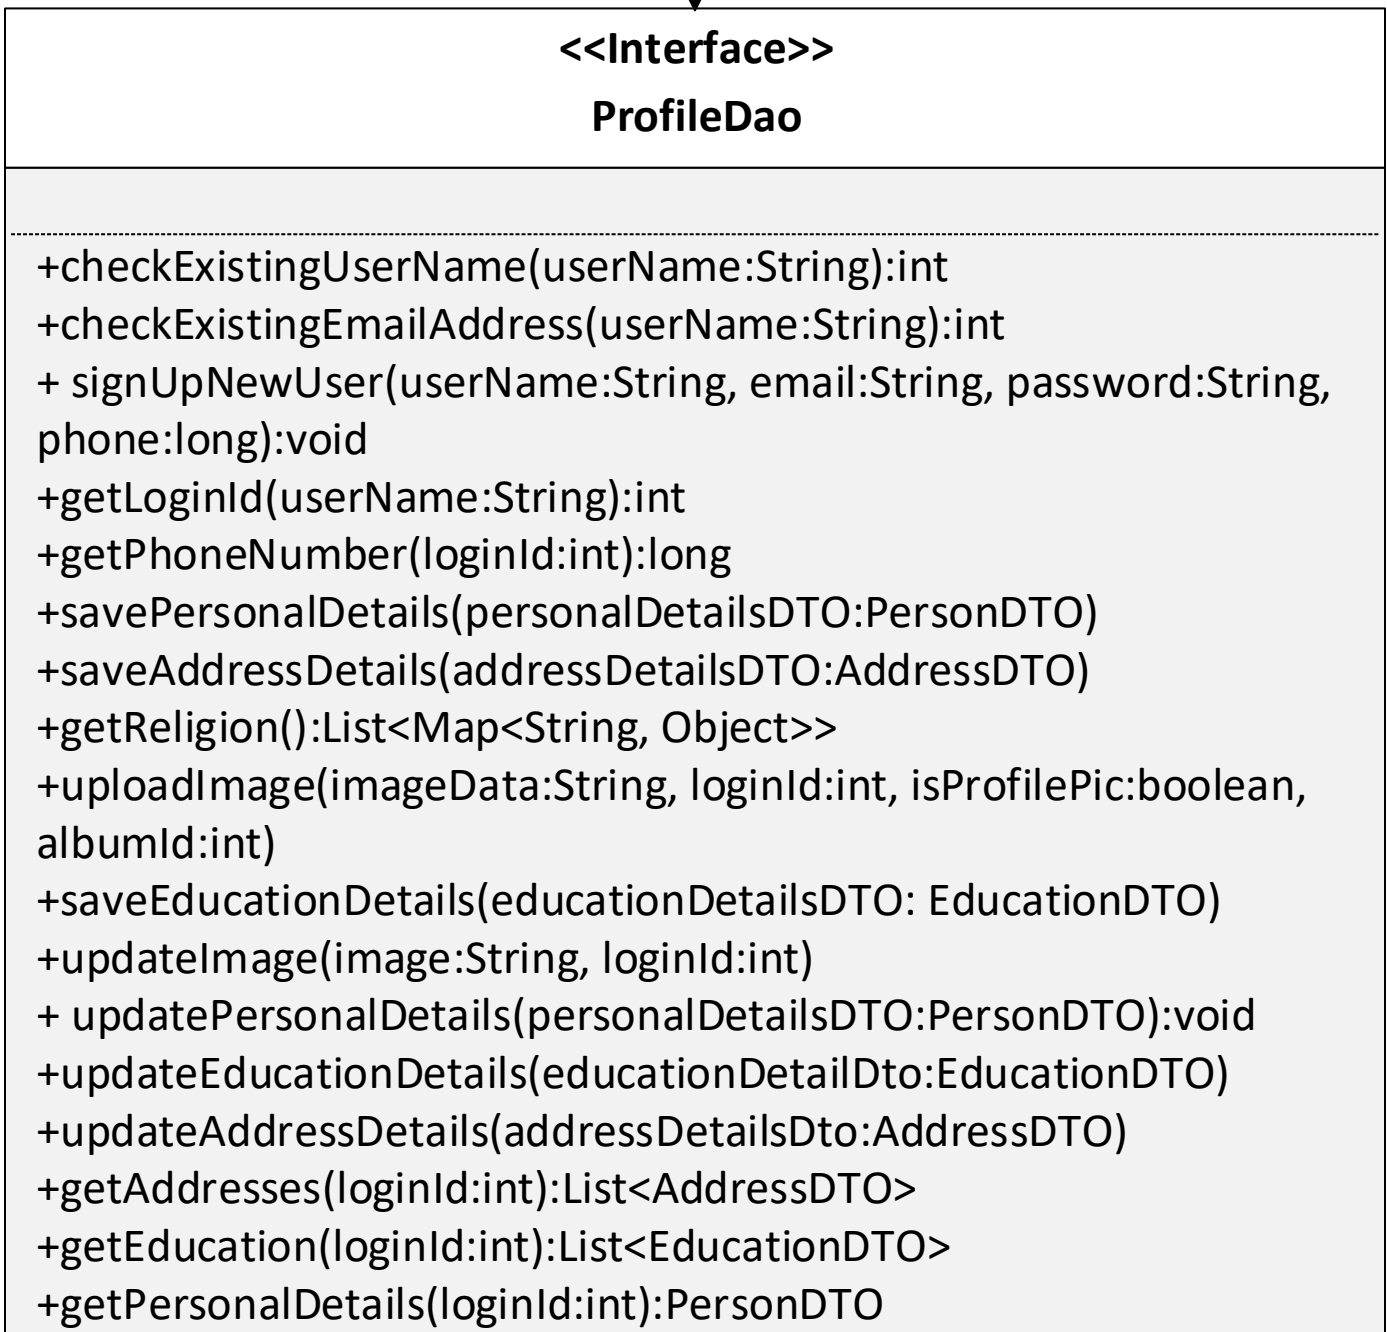 <<Interface>>
ProfileDao
+checkExistingUserName(userName:String):int
+checkExistingEmailAddress(userName:String):int
+ signUpNewUser(userName:String, email:String, password:String,
phone:long):void
+getLoginId(userName:String):int
+getPhoneNumber(loginId:int):long
+savePersonalDetails(personalDetailsDTO:PersonDTO)
+saveAddressDetails(addressDetailsDTO:AddressDTO)
+getReligion():List<Map<String, Object>>
+uploadImage(imageData:String, loginId:int, isProfilePic:boolean,
albumId:int)
+saveEducationDetails(educationDetailsDTO: EducationDTO)
+updateImage(image:String, loginId:int)
+ updatePersonalDetails(personalDetailsDTO:PersonDTO):void
+updateEducationDetails(educationDetailDto:EducationDTO)
+updateAddressDetails(addressDetailsDto:AddressDTO)
+getAddresses(loginId:int):List<AddressDTO>
+getEducation(loginId:int):List<EducationDTO>
+getPersonalDetails(loginId:int):PersonDTO